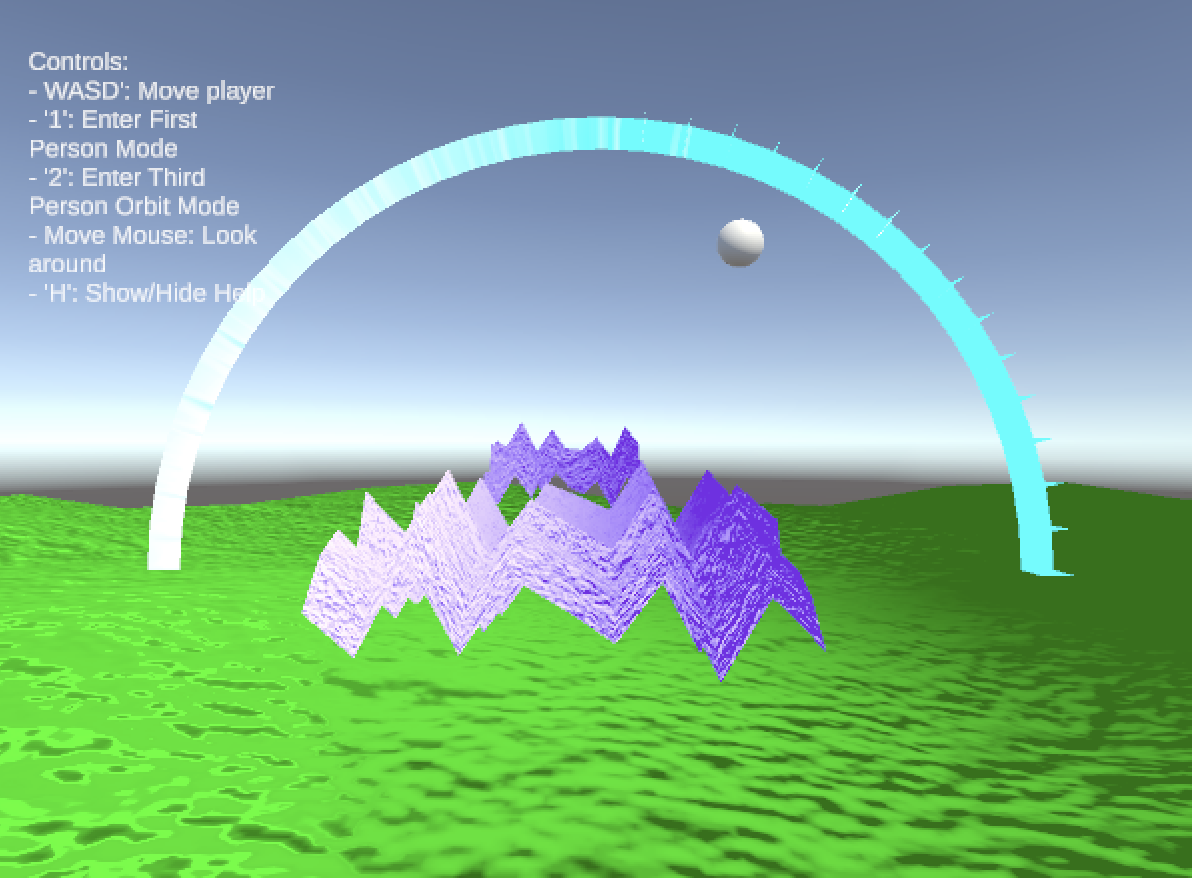 Controls:
- WASD': Move player
- '1': Enter First
Person Mode
- '2': Enter Third
Person Orbit Mode
- Move Mouse: Look
around
- 'H': Show/Hide Help